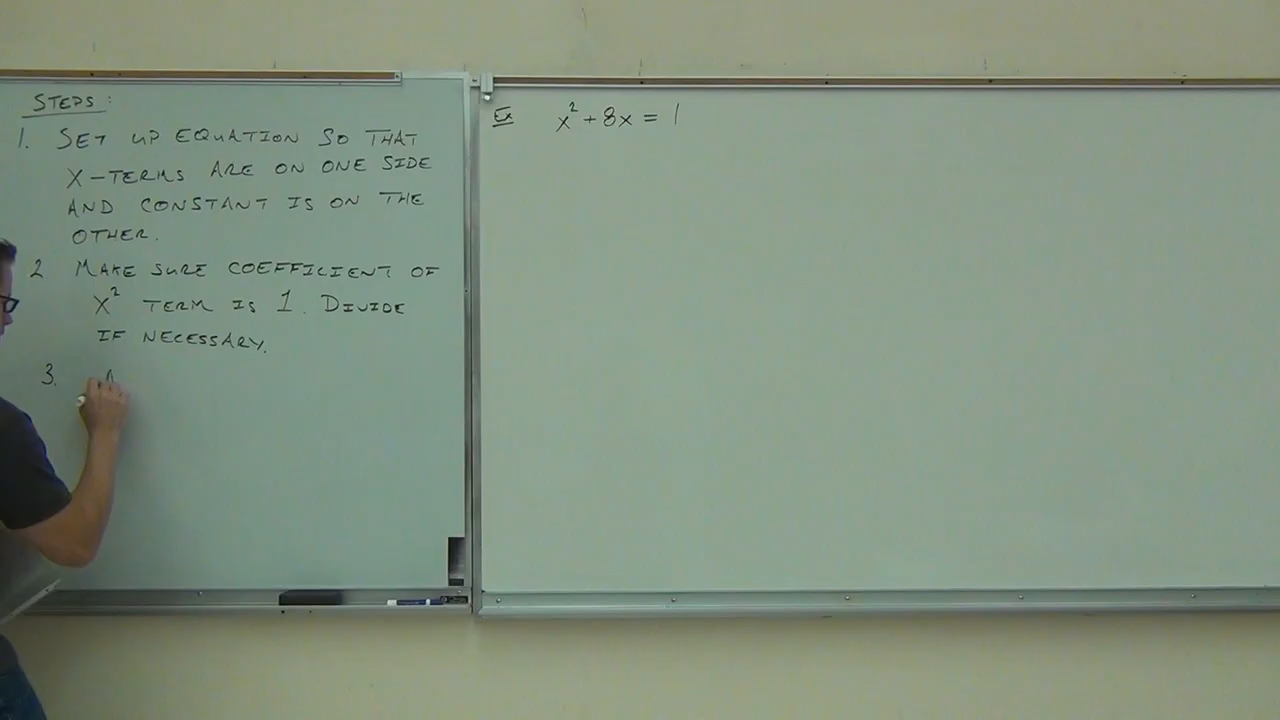 STEPS:
1. SET UP EQUATION SO THAT
X-TERMS ARE ON ONE SIDE
AND CONSTANT IS ON THE
OTHER.
2 MAKE SURE COEFFICIENT OF
X² TERM IS 1. DIVIDE
IF NECESSARY.
3.
Ex x² + 8x = 1